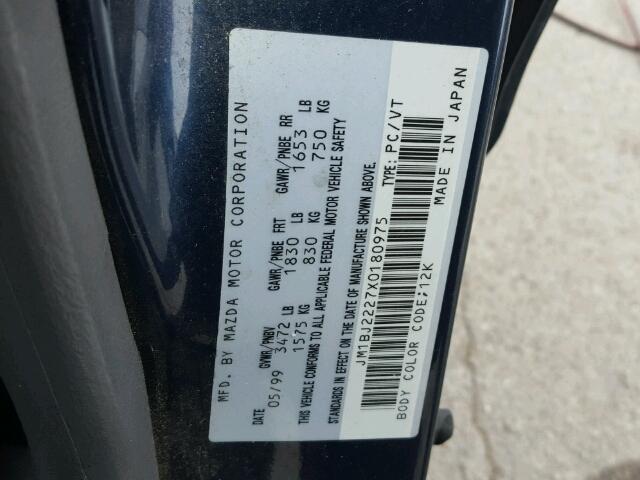 MFD. BY MAZDA MOTOR CORPORATION
DATE GVWR/PNBV GAWR/PNBE FRT GAWR/PNBE RR
05/99 3472 LB 1830 LB 1653 LB
1575 KG 830 KG 750 KG
THIS VEHICLE CONFORMS TO ALL APPLICABLE FEDERAL MOTOR VEHICLE SAFETY
STANDARDS IN EFFECT ON THE DATE OF MANUFACTURE SHOWN ABOVE.
JM1BJ2227X0180975 TYPE: PC/VT
BODY COLOR CODE;12K MADE IN JAPAN